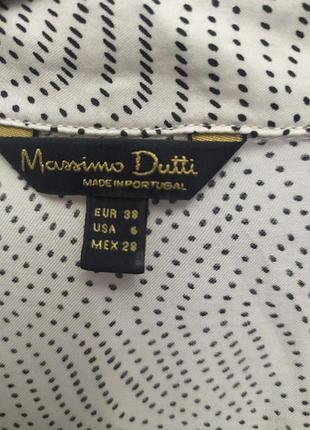 Massimo Dutti
MADE IN PORTUGAL
EUR 38
USA 6
MEX 28